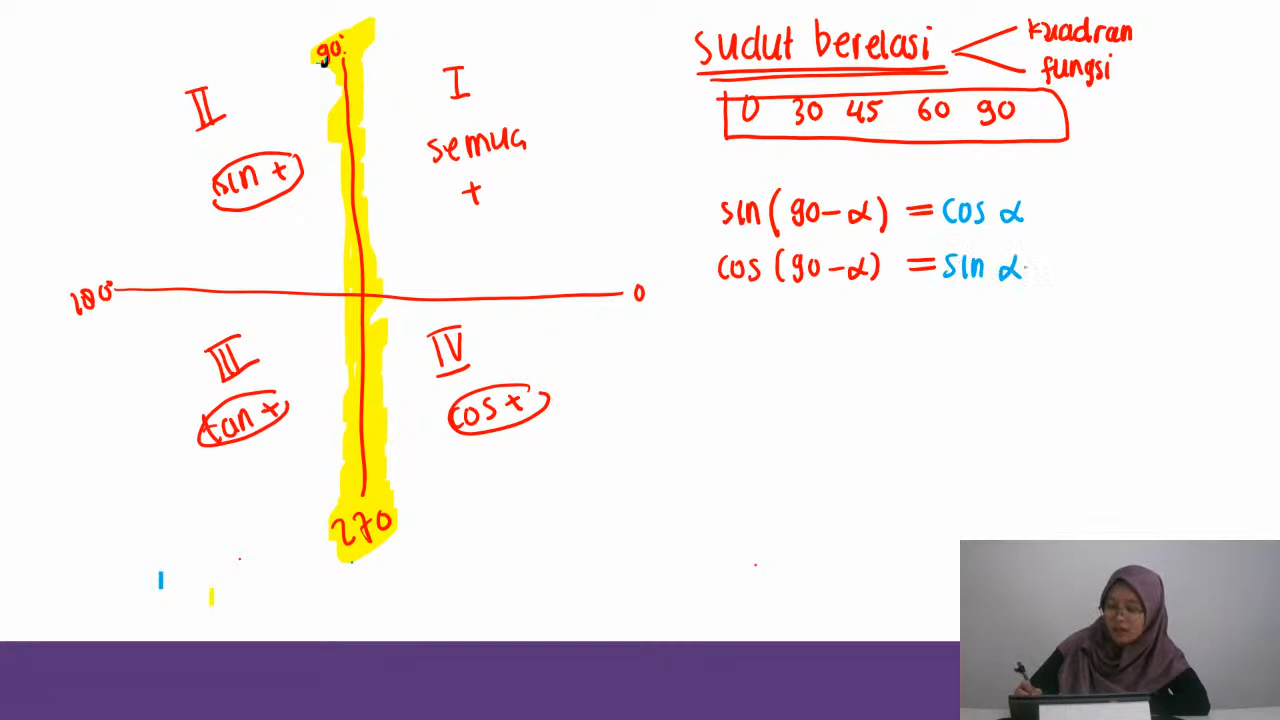 90°
II
I
sin +
semua
+
180°
0
III
IV
tan +
cos +
270
sudut berelasi
kuadran
fungsi
0 30 45 60 90
sin(90-α) = cos α
cos(90-α) = sin α